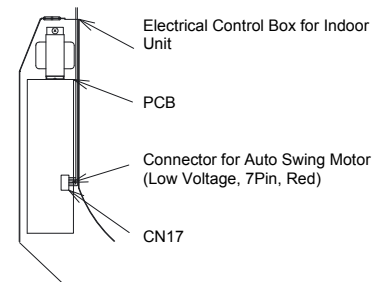 Electrical Control Box for Indoor
Unit
PCB
Connector for Auto Swing Motor
(Low Voltage, 7Pin, Red)
CN17